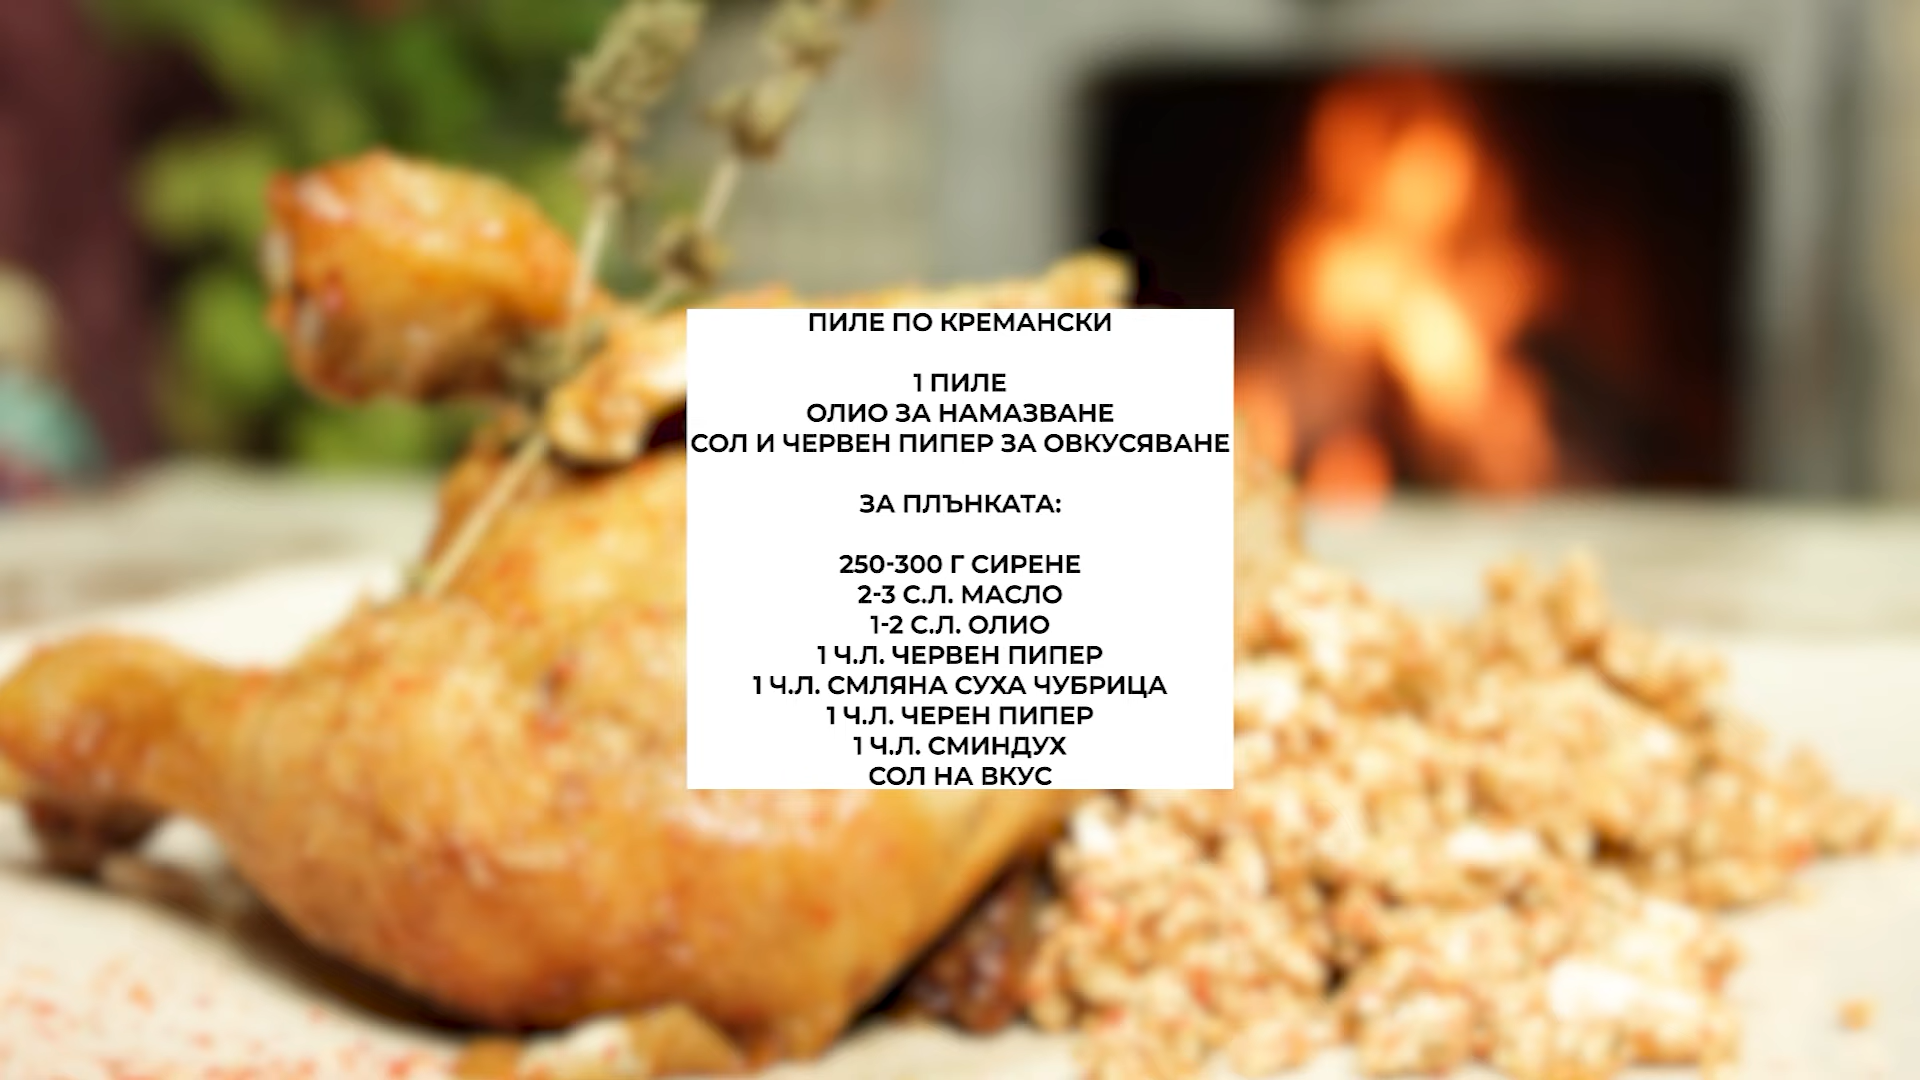 ПИЛЕ ПО КРЕМАНСКИ
1 ПИЛЕ
ОЛИО ЗА НАМАЗВАНЕ
СОЛ И ЧЕРВЕН ПИПЕР ЗА ОВКУСЯВАНЕ
ЗА ПЛЪНКАТА:
250-300 Г СИРЕНЕ
2-3 С.Л. МАСЛО
1-2 С.Л. ОЛИО
1 Ч.Л. ЧЕРВЕН ПИПЕР
1 Ч.Л. СМЛЯНА СУХА ЧУБРИЦА
1 Ч.Л. ЧЕРЕН ПИПЕР
1 Ч.Л. СМИНДУХ
СОЛ НА ВКУС